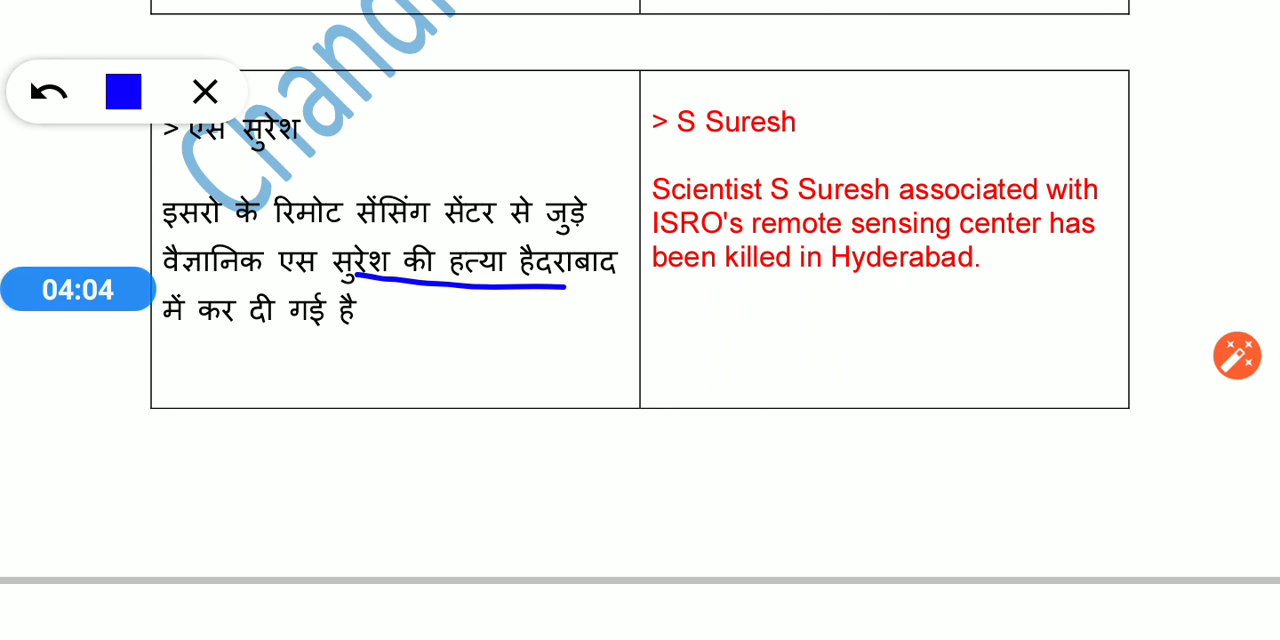 Chand
> एस सुरेश
> S Suresh
इसरो के रिमोट सेंसिंग सेंटर से जुड़े
वैज्ञानिक एस सुरेश की हत्या हैदराबाद
में कर दी गई है
Scientist S Suresh associated with
ISRO's remote sensing center has
been killed in Hyderabad.
04:04